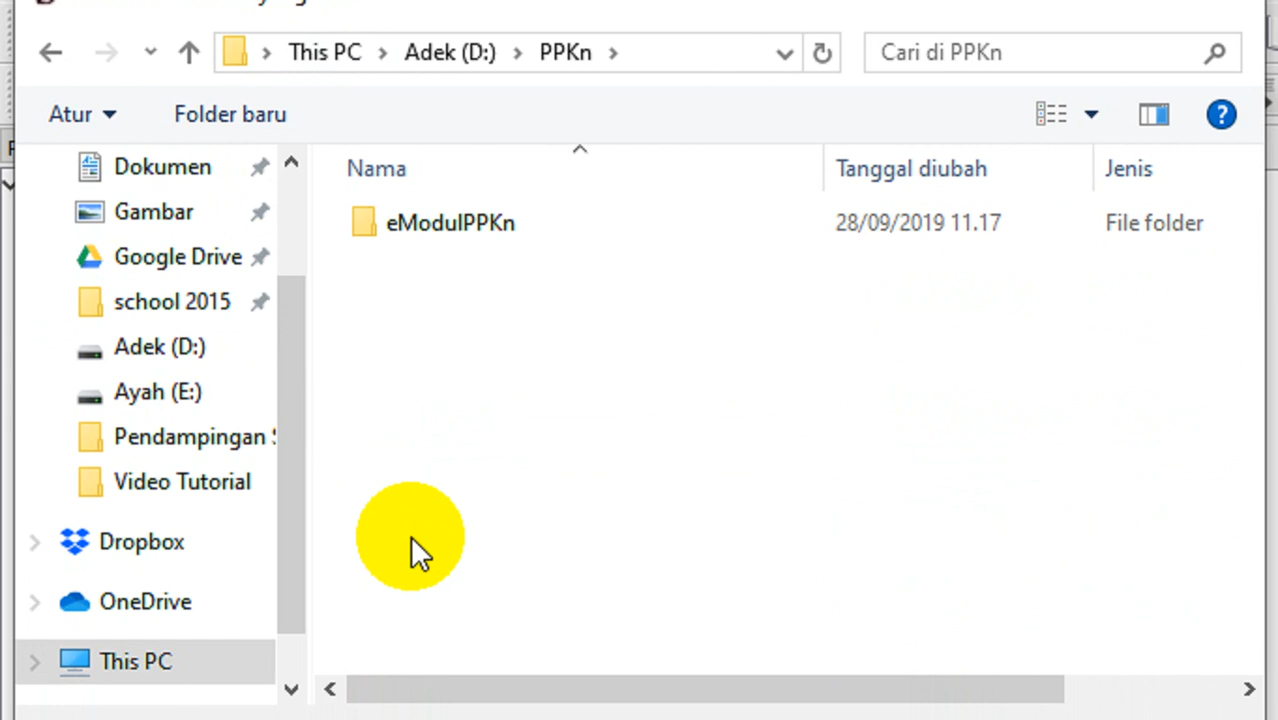 This PC > Adek (D:) > PPKn >
Cari di PPKn
Atur
Folder baru
?
Nama
Tanggal diubah
Jenis
Dokumen
Gambar
Google Drive
school 2015
Adek (D:)
Ayah (E:)
Pendampingan
Video Tutorial
Dropbox
OneDrive
This PC
eModulPPKn
28/09/2019 11.17
File folder